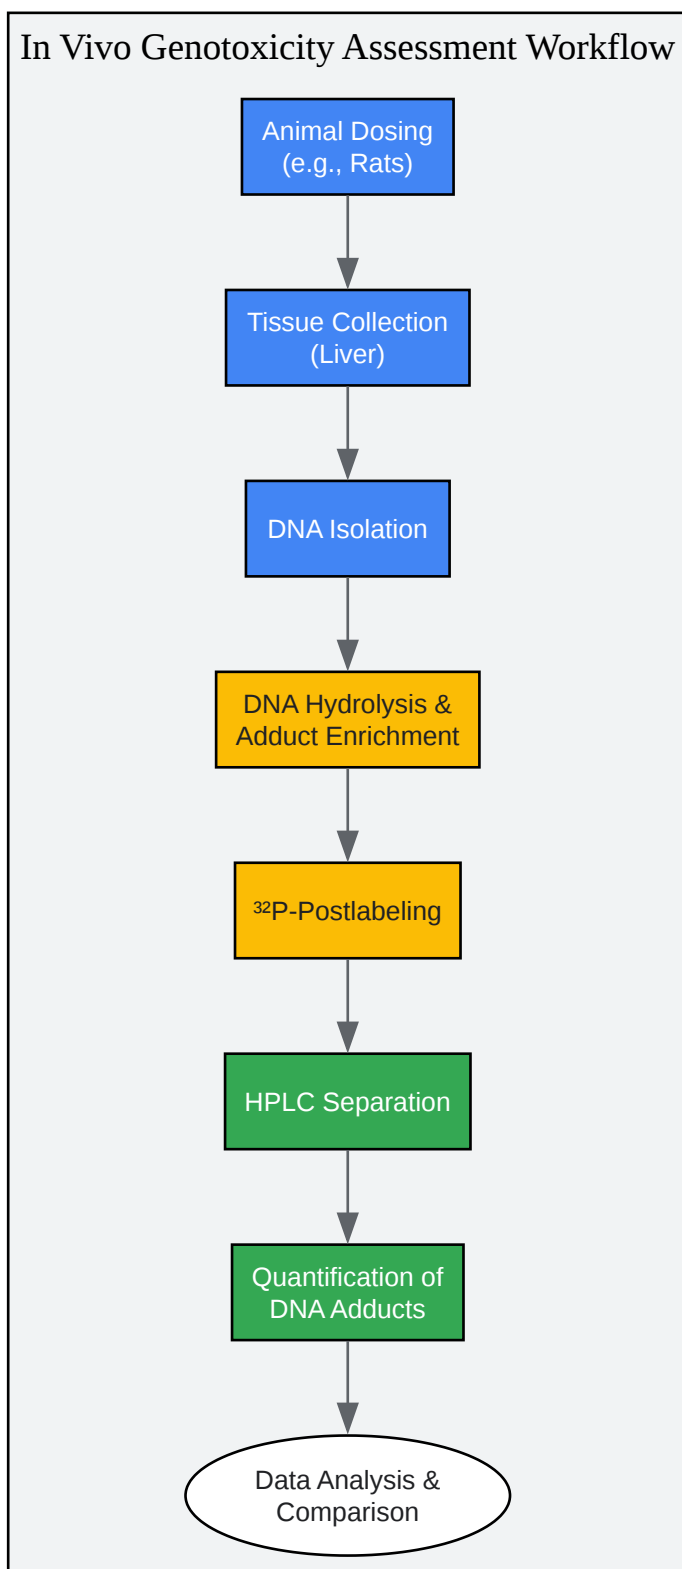 In Vivo Genotoxicity Assessment Workflow
Animal Dosing
(e.g., Rats)
Tissue Collection
(Liver)
DNA Isolation
DNA Hydrolysis &
Adduct Enrichment
³²P-Postlabeling
HPLC Separation
Quantification of
DNA Adducts
Data Analysis &
Comparison